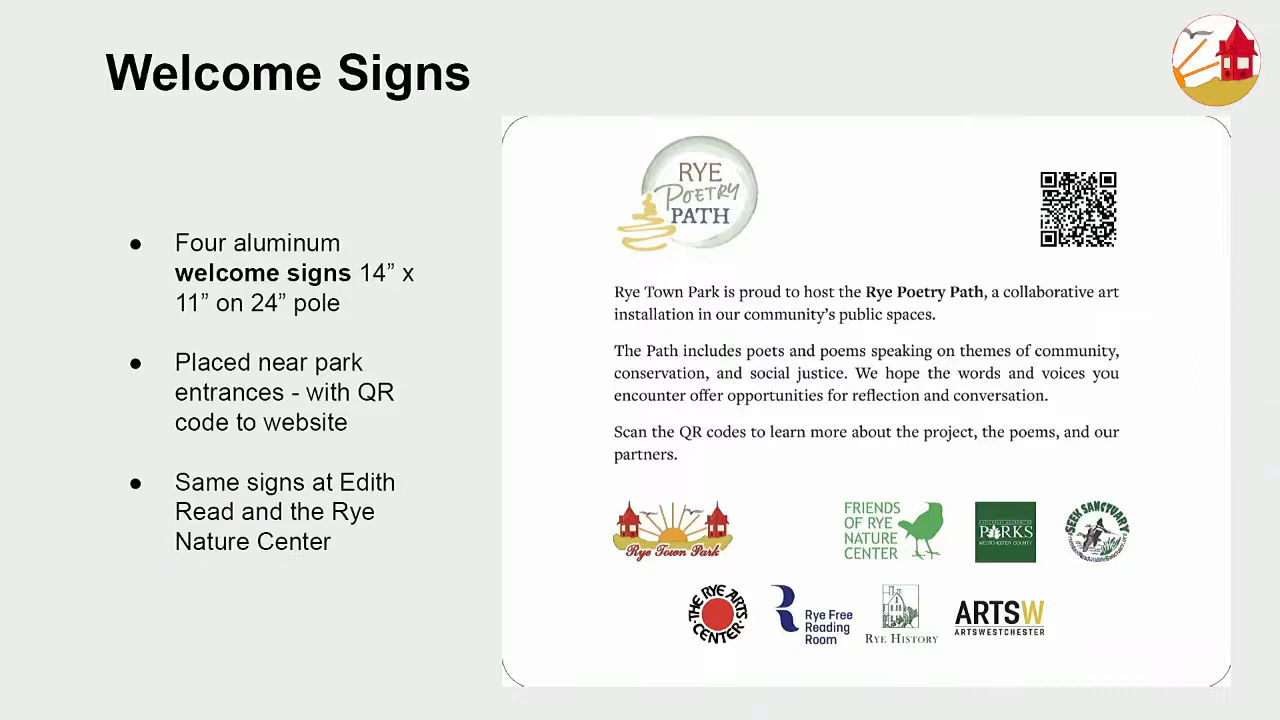 Welcome Signs
● Four aluminum
welcome signs 14” x
11” on 24” pole
● Placed near park
entrances - with QR
code to website
● Same signs at Edith
Read and the Rye
Nature Center
RYE
POETRY
PATH
Rye Town Park is proud to host the Rye Poetry Path, a collaborative art
installation in our community’s public spaces.
The Path includes poets and poems speaking on themes of community,
conservation, and social justice. We hope the words and voices you
encounter offer opportunities for reflection and conversation.
Scan the QR codes to learn more about the project, the poems, and our
partners.
Rye Town Park
FRIENDS
OF RYE
NATURE
CENTER
PARKS
WESTCHESTER COUNTY
SEEK SANCTUARY
THE RYE ARTS
CENTER
Rye Free
Reading
Room
RYE HISTORY
ARTSW
ARTSWESTCHESTER